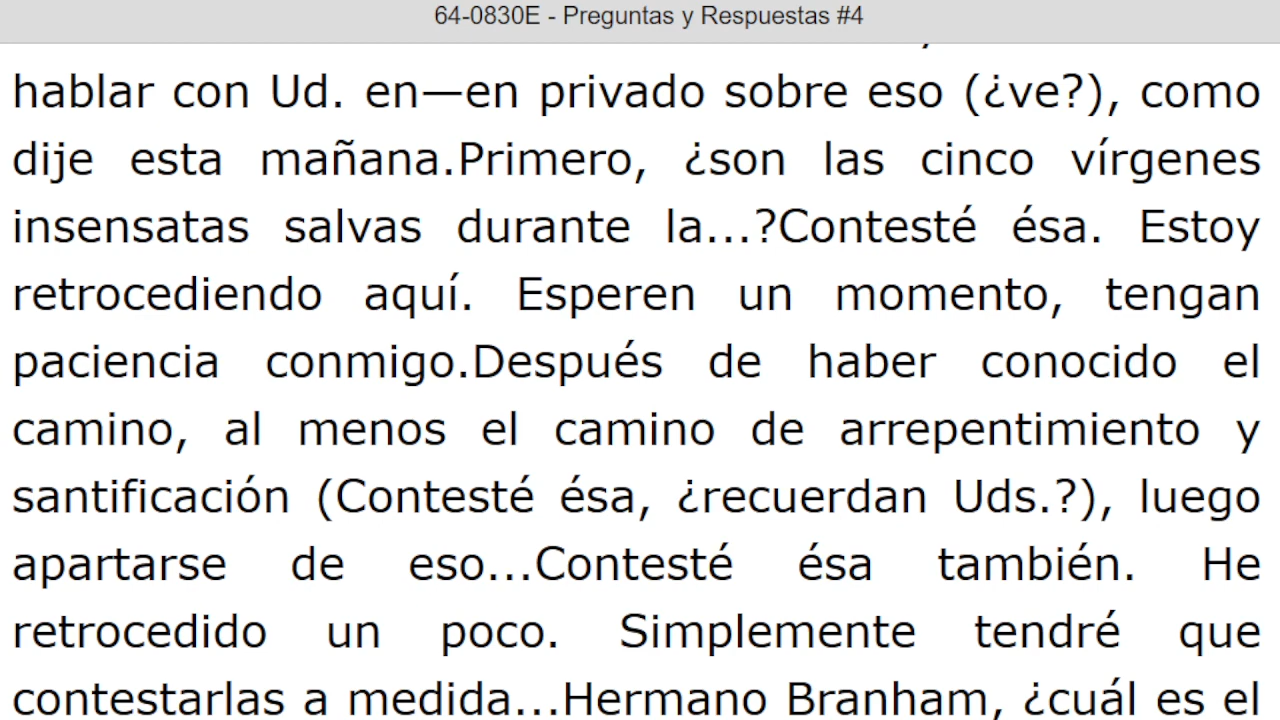 64-0830E - Preguntas y Respuestas #4
hablar con Ud. en—en privado sobre eso (¿ve?), como
dije esta mañana.Primero, ¿son las cinco vírgenes
insensatas salvas durante la...?Contesté ésa. Estoy
retrocediendo aquí. Esperen un momento, tengan
paciencia conmigo.Después de haber conocido el
camino, al menos el camino de arrepentimiento y
santificación (Contesté ésa, ¿recuerdan Uds.?), luego
apartarse de eso...Contesté ésa también. He
retrocedido un poco. Simplemente tendré que
contestarlas a medida...Hermano Branham, ¿cuál es el